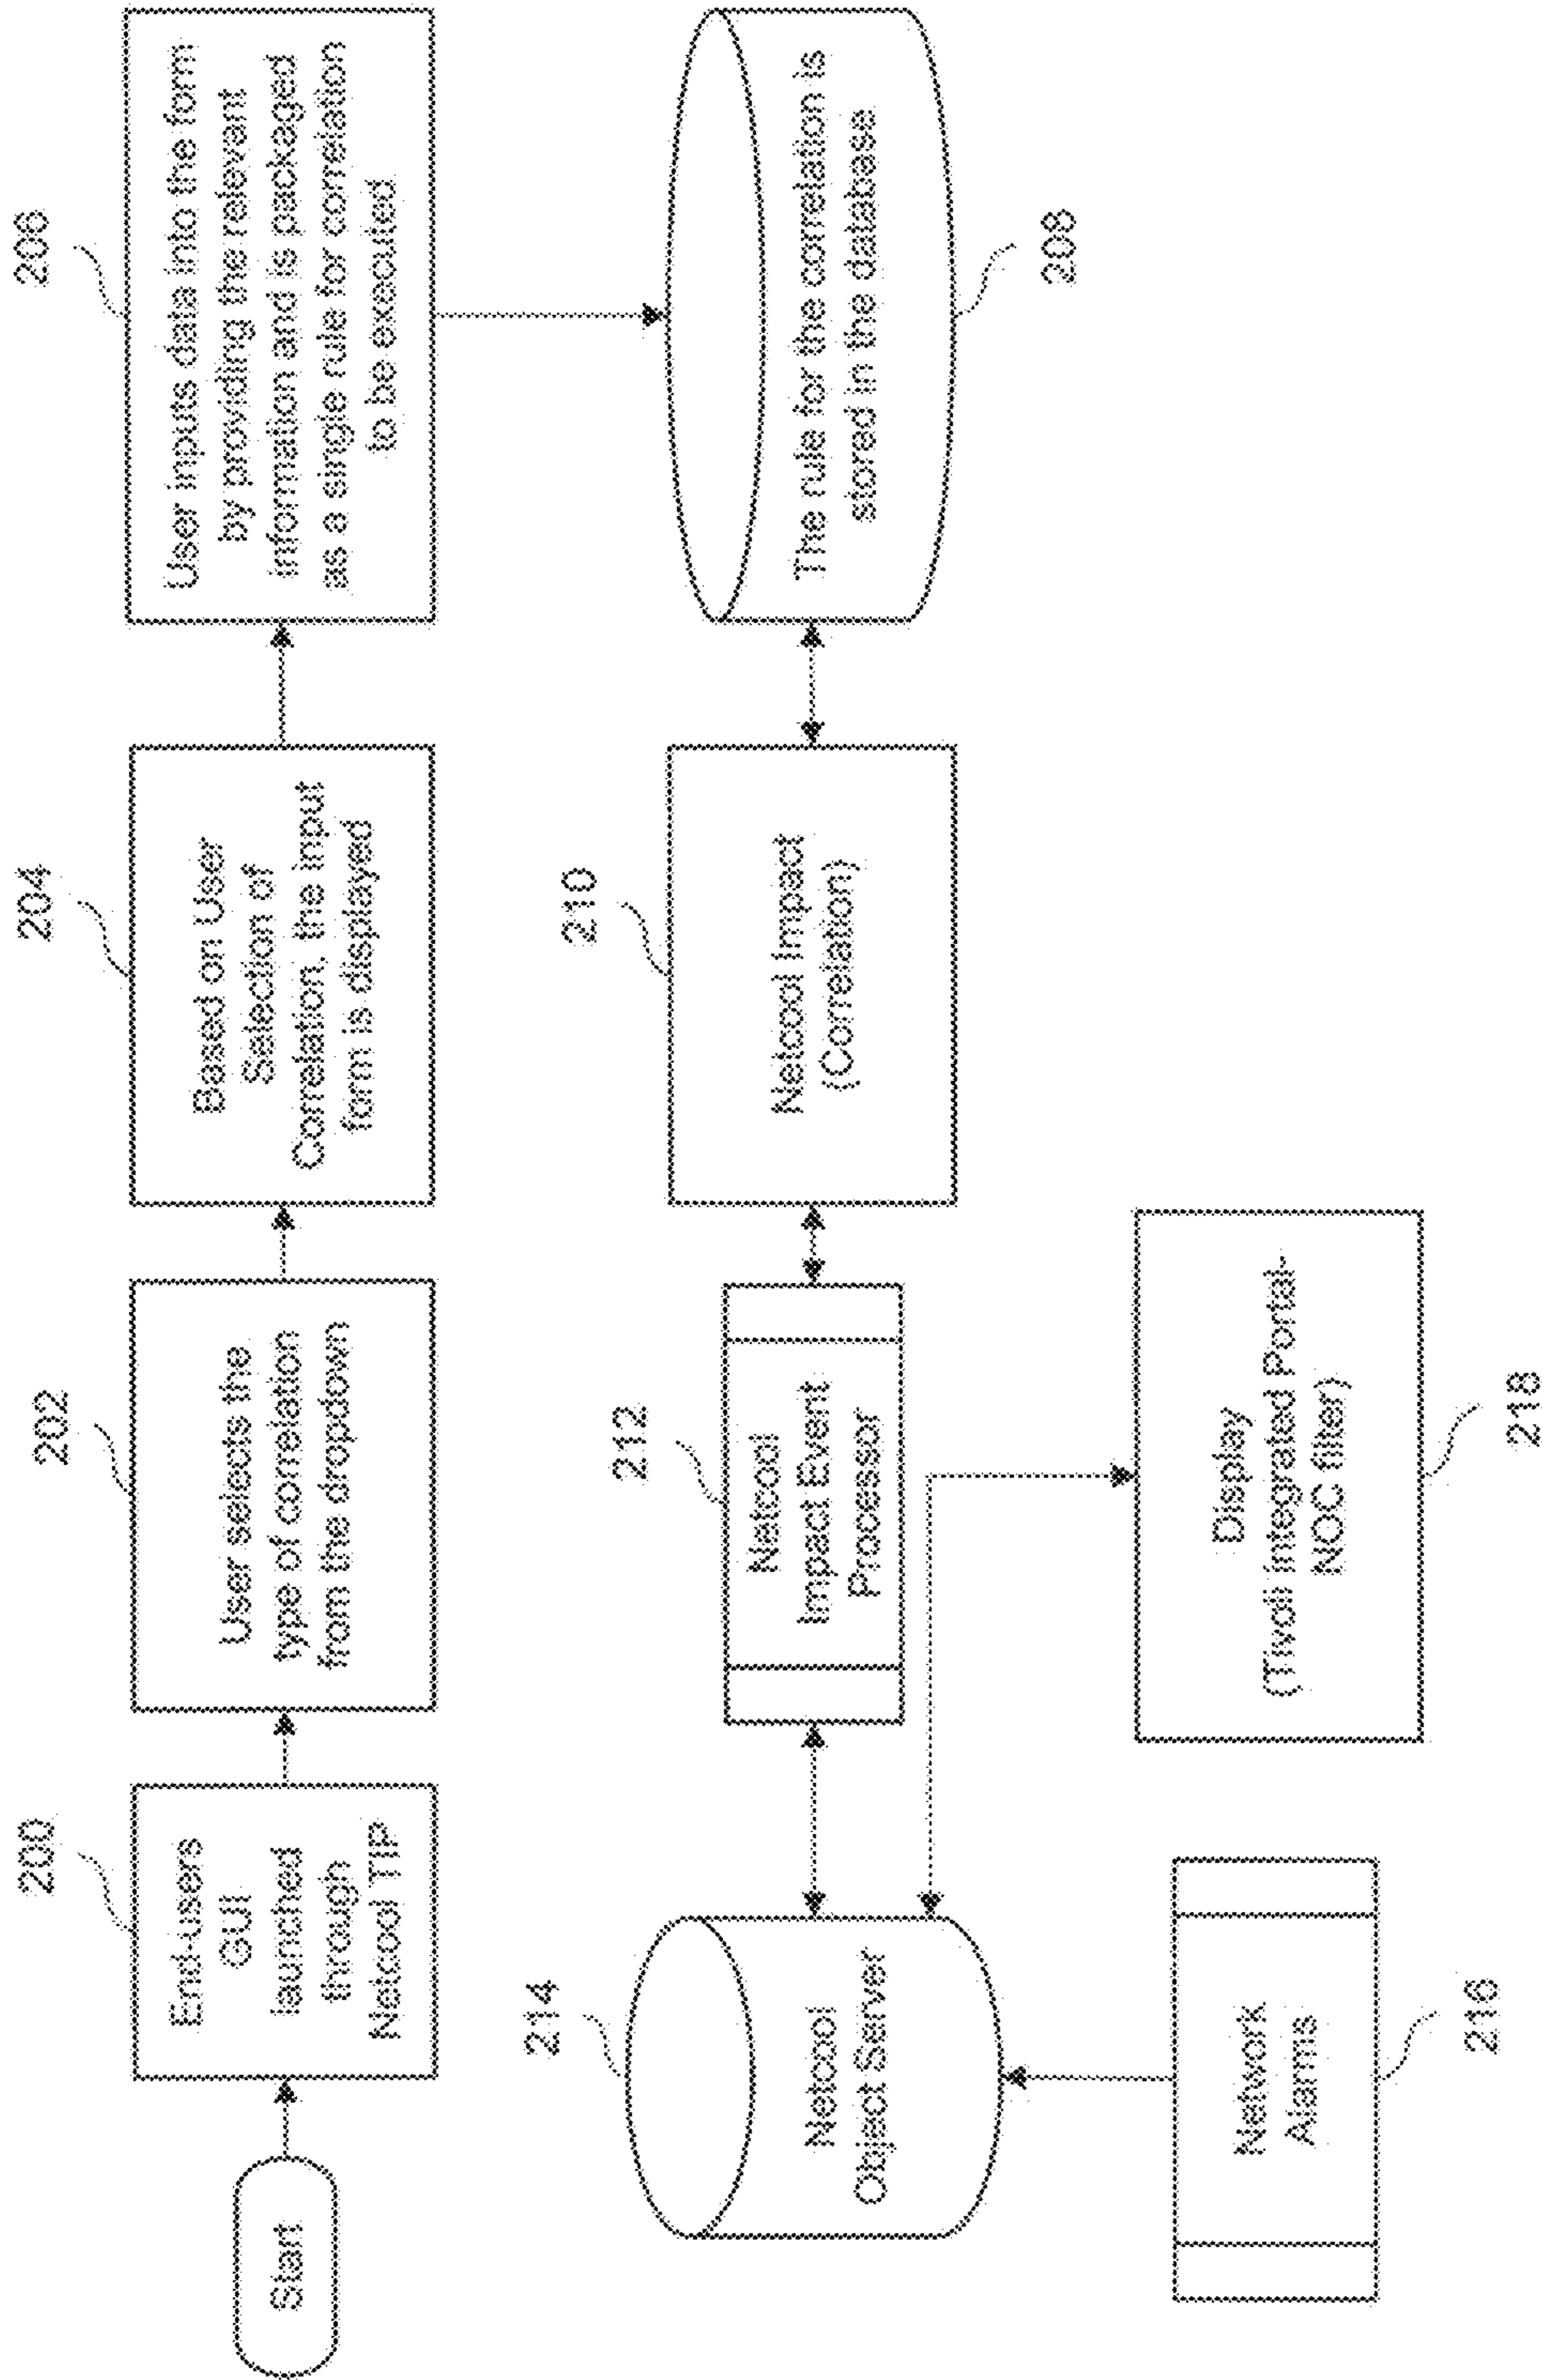 Start
200
End-users
GUI
launched
through
Netcool TIP
202
User selects the
type of correlation
from the dropdown
204
Based on User
Selection of
Correlation, the input
form is displayed
206
User inputs data into the form
by providing the relevant
information and is packaged
as a single rule for correlation
to be executed
214
Netcool
Object Server
212
Netcool
Impact Event
Processor
210
Netcool Impact
(Correlation)
The rule for the correlation is
stored in the database
208
Network
Alarms
216
Display
(Tivoli Integrated Portal-
NOC filter)
218